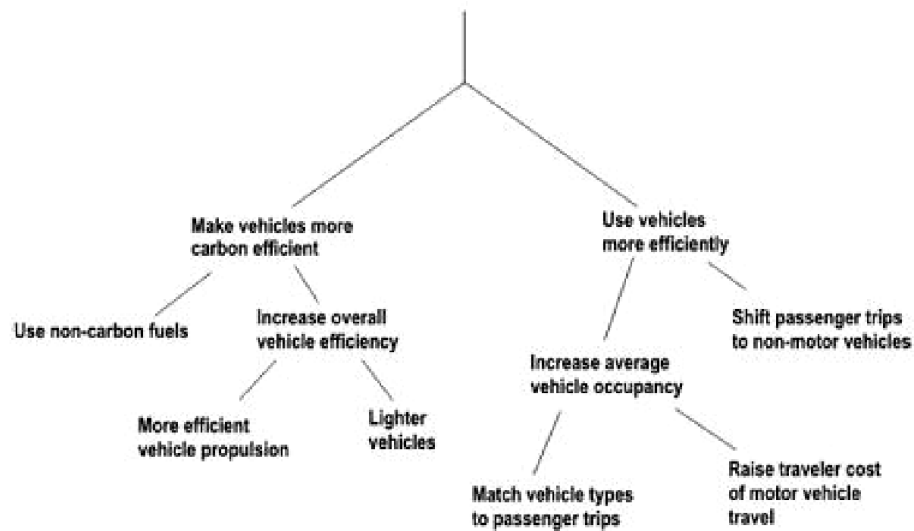 Make vehicles more
carbon efficient
Use vehicles
more efficiently
Use non-carbon fuels
Increase overall
vehicle efficiency
Shift passenger trips
to non-motor vehicles
Increase average
vehicle occupancy
More efficient
vehicle propulsion
Lighter
vehicles
Match vehicle types
to passenger trips
Raise traveler cost
of motor vehicle
travel